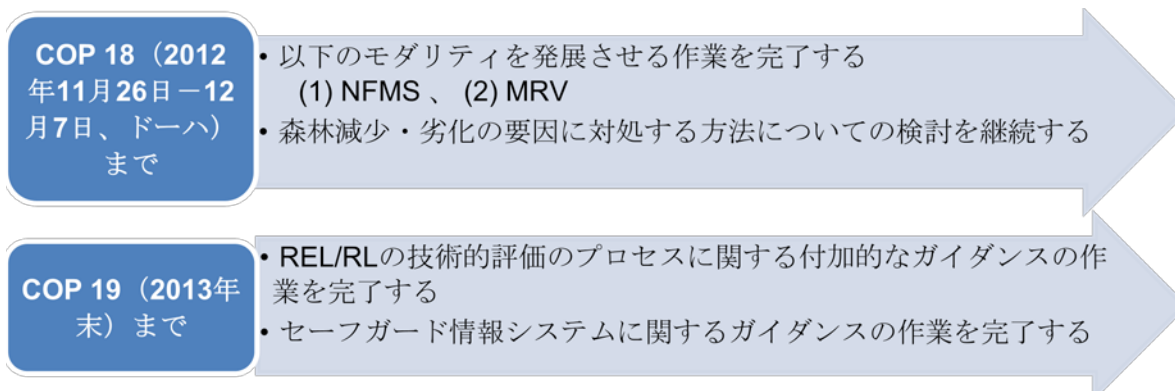 COP 18（2012
年11月26日－12
月7日、ドーハ）
まで
• 以下のモダリティを発展させる作業を完了する
(1) NFMS 、 (2) MRV
• 森林減少・劣化の要因に対処する方法についての検討を継続する
COP 19（2013年
末）まで
• REL/RLの技術的評価のプロセスに関する付加的なガイダンスの作
業を完了する
• セーフガード情報システムに関するガイダンスの作業を完了する